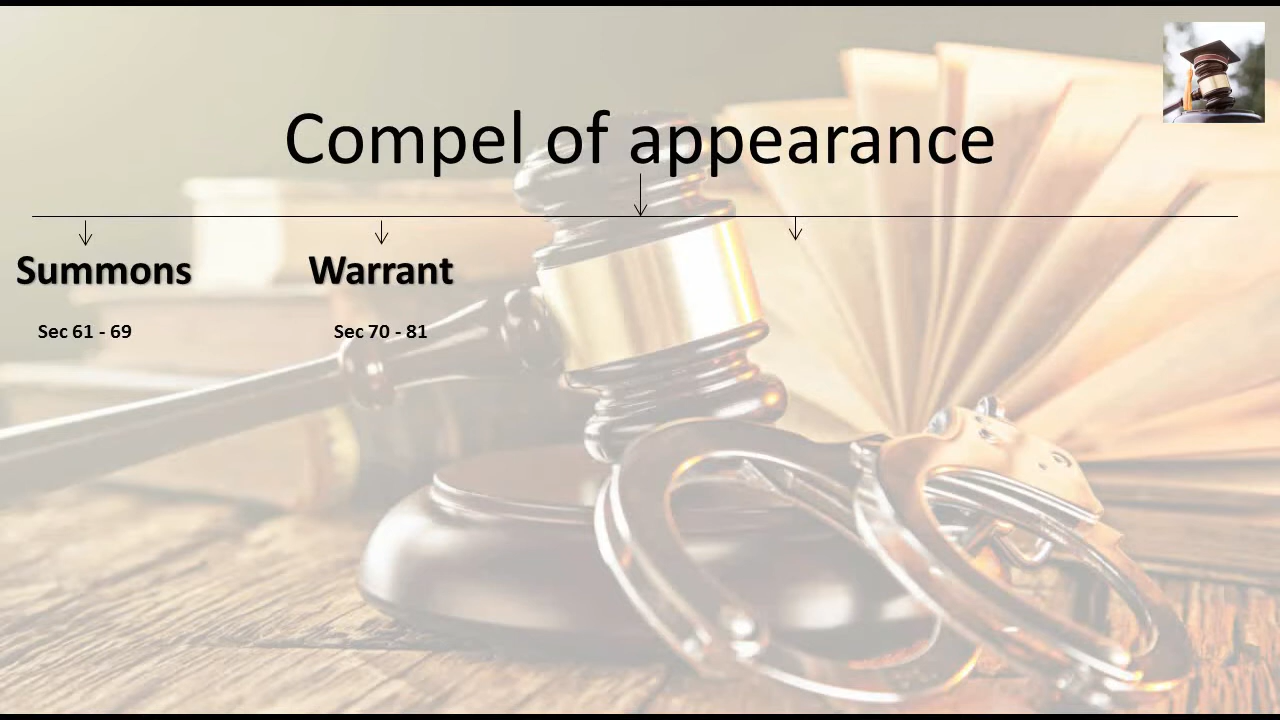 Compel of appearance
Summons
Warrant
Sec 61 - 69
Sec 70 - 81